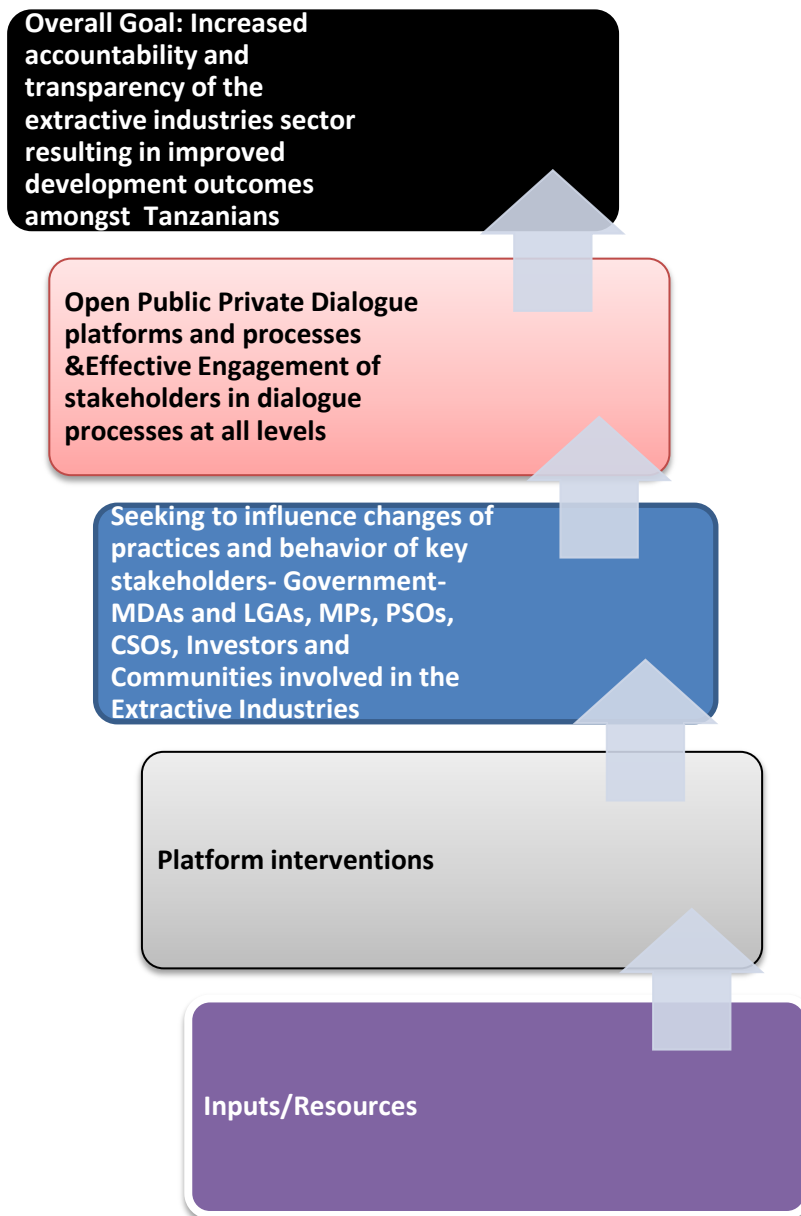 Overall Goal: Increased
accountability and
transparency of the
extractive industries sector
resulting in improved
development outcomes
amongst Tanzanians
Open Public Private Dialogue
platforms and processes
&Effective Engagement of
stakeholders in dialogue
processes at all levels
Seeking to influence changes of
practices and behavior of key
stakeholders- Government-
MDAs and LGAs, MPs, PSOs,
CSOs, Investors and
Communities involved in the
Extractive Industries
Platform interventions
Inputs/Resources